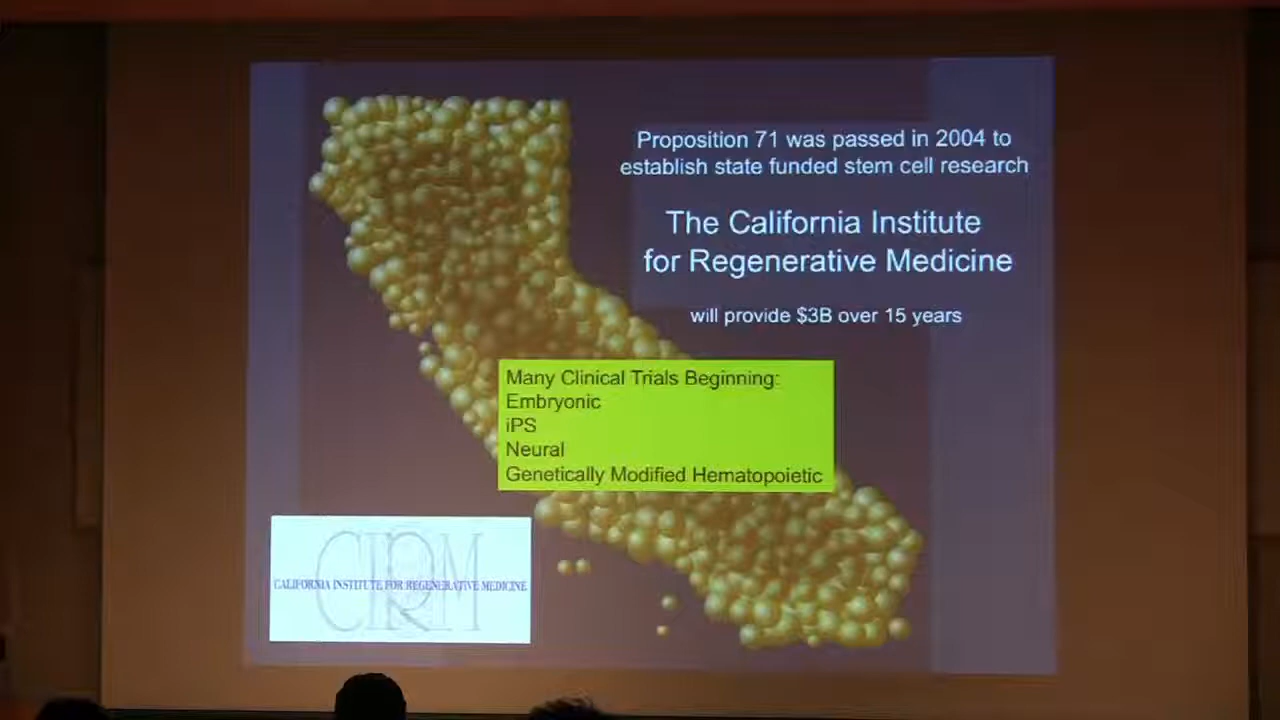 Proposition 71 was passed in 2004 to
establish state funded stem cell research
The California Institute
for Regenerative Medicine
will provide $3B over 15 years
Many Clinical Trials Beginning:
Embryonic
iPS
Neural
Genetically Modified Hematopoietic
CIRM
CALIFORNIA INSTITUTE FOR REGENERATIVE MEDICINE